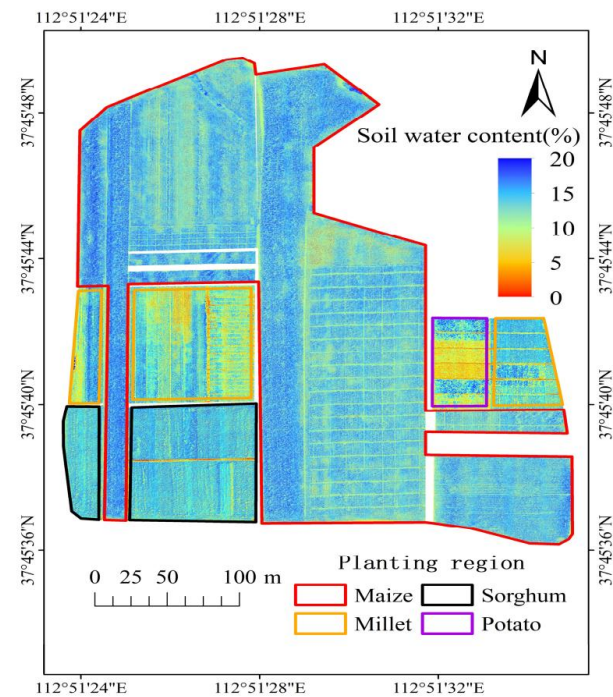 112°51'24"E 112°51'28"E 112°51'32"E
N
37°45'48"N 37°45'48"N
Soil water content(%)
20
15
10
5
0
37°45'44"N 37°45'44"N
37°45'40"N 37°45'40"N
37°45'36"N 37°45'36"N
Planting region
0 25 50 100 m
Maize Sorghum
Millet Potato
112°51'24"E 112°51'28"E 112°51'32"E